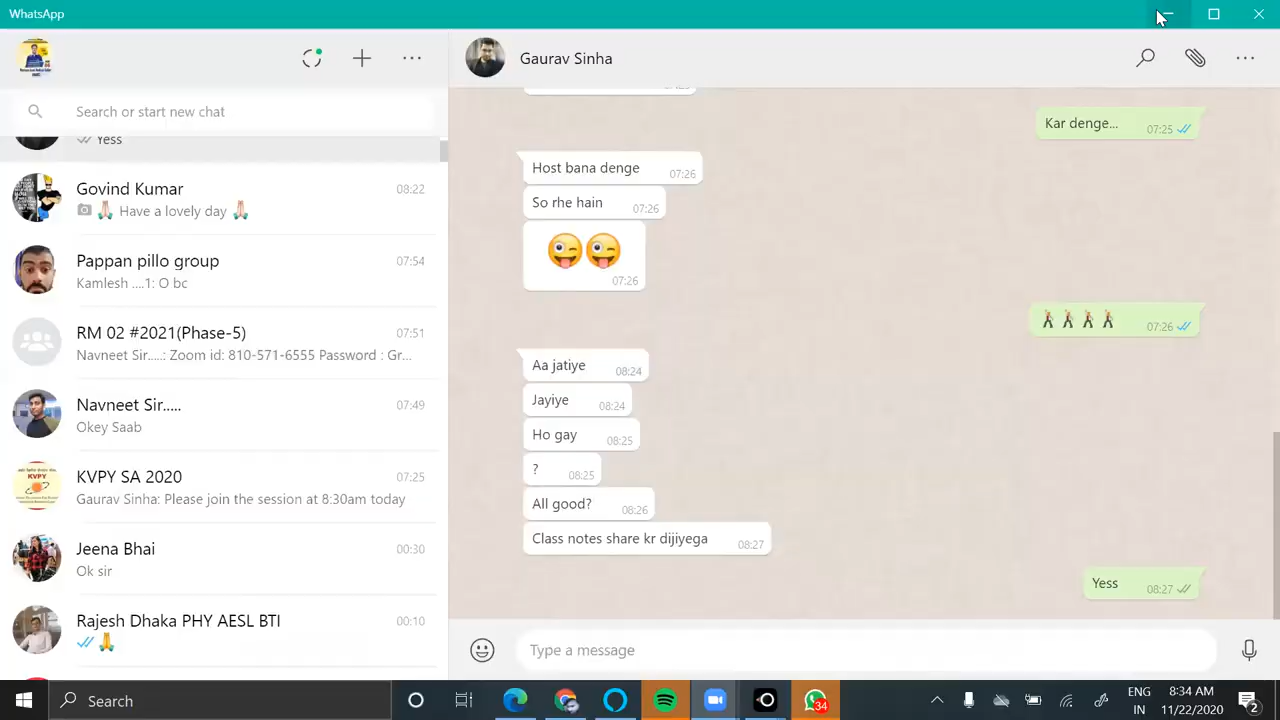 WhatsApp
Search or start new chat
Yess
Govind Kumar
08:22
🙏 Have a lovely day 🙏
Pappan pillo group
07:54
Kamlesh ....1: O bc
RM 02 #2021(Phase-5)
07:51
Navneet Sir.....: Zoom id: 810-571-6555 Password : Gr...
Navneet Sir.....
07:49
Okey Saab
KVPY SA 2020
07:25
Gaurav Sinha: Please join the session at 8:30am today
Jeena Bhai
00:30
Ok sir
Rajesh Dhaka PHY AESL BTI
00:10
Gaurav Sinha
Kar denge...
07:25
Host bana denge
07:26
So rhe hain
07:26
07:26
07:26
Aa jatiye
08:24
Jayiye
08:24
Ho gay
08:25
?
08:25
All good?
08:26
Class notes share kr dijiyega
08:27
Yess
08:27
Type a message
Search
34
ENG
IN
8:34 AM
11/22/2020
2